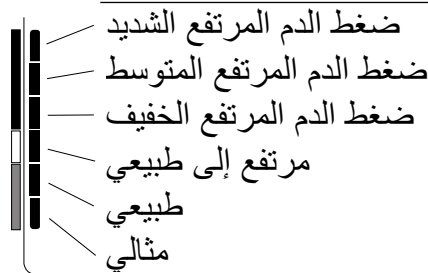 ضغط الدم المرتفع الشديد
ضغط الدم المرتفع المتوسط
ضغط الدم المرتفع الخفيف
مرتفع إلى طبيعي
طبيعي
مثالي